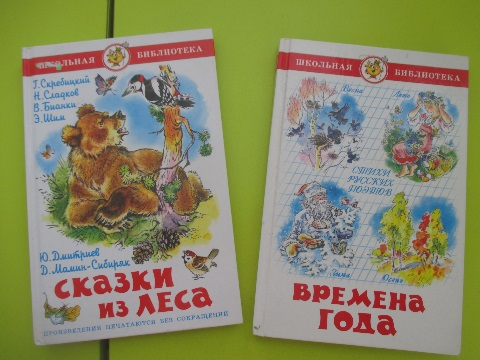 ШКОЛЬНАЯ БИБЛИОТЕКА
Г. Скребицкий
Н. Сладков
В. Бианки
Э. Шим
Ю. Дмитриев
Д. Мамин-Сибиряк
СКАЗКИ
ИЗ ЛЕСА
ПРОИЗВЕДЕНИЯ ПЕЧАТАЮТСЯ БЕЗ СОКРАЩЕНИЙ
ШКОЛЬНАЯ БИБЛИОТЕКА
Весна
Лето
СТИХИ
РУССКИХ
ПОЭТОВ
Зима
Осень
ВРЕМЕНА
ГОДА